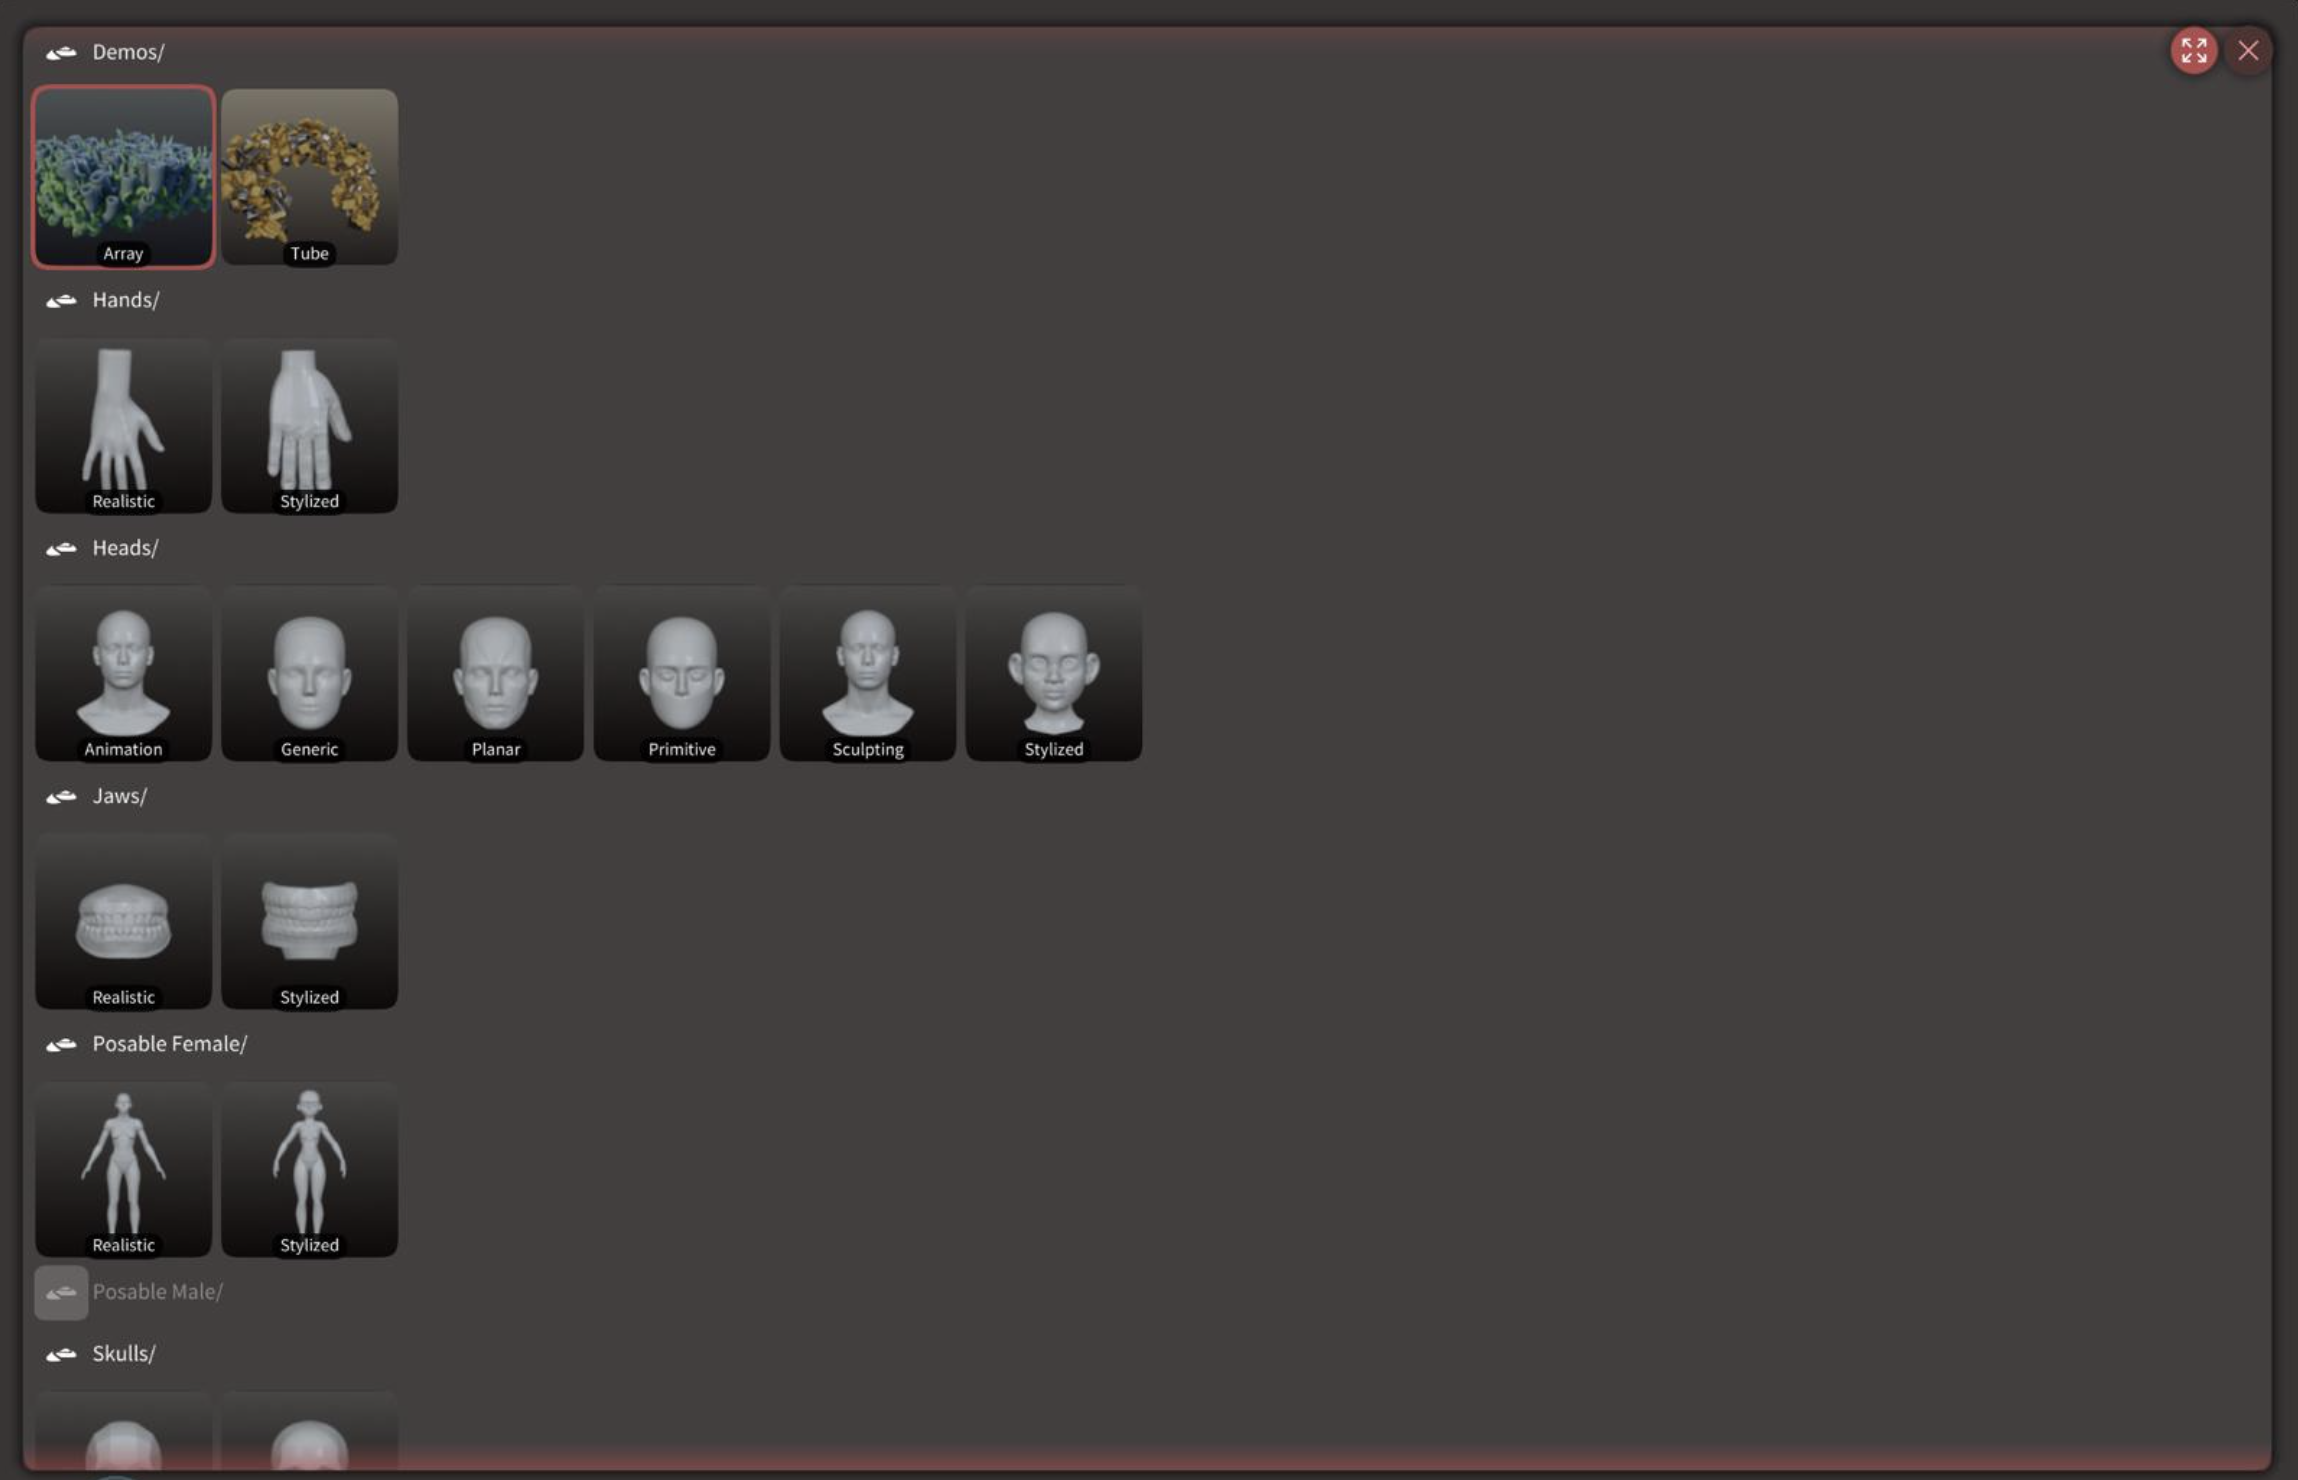 Demos/
Array
Tube
Hands/
Realistic
Stylized
Heads/
Animation
Generic
Planar
Primitive
Sculpting
Stylized
Jaws/
Realistic
Stylized
Posable Female/
Realistic
Stylized
Posable Male/
Skulls/